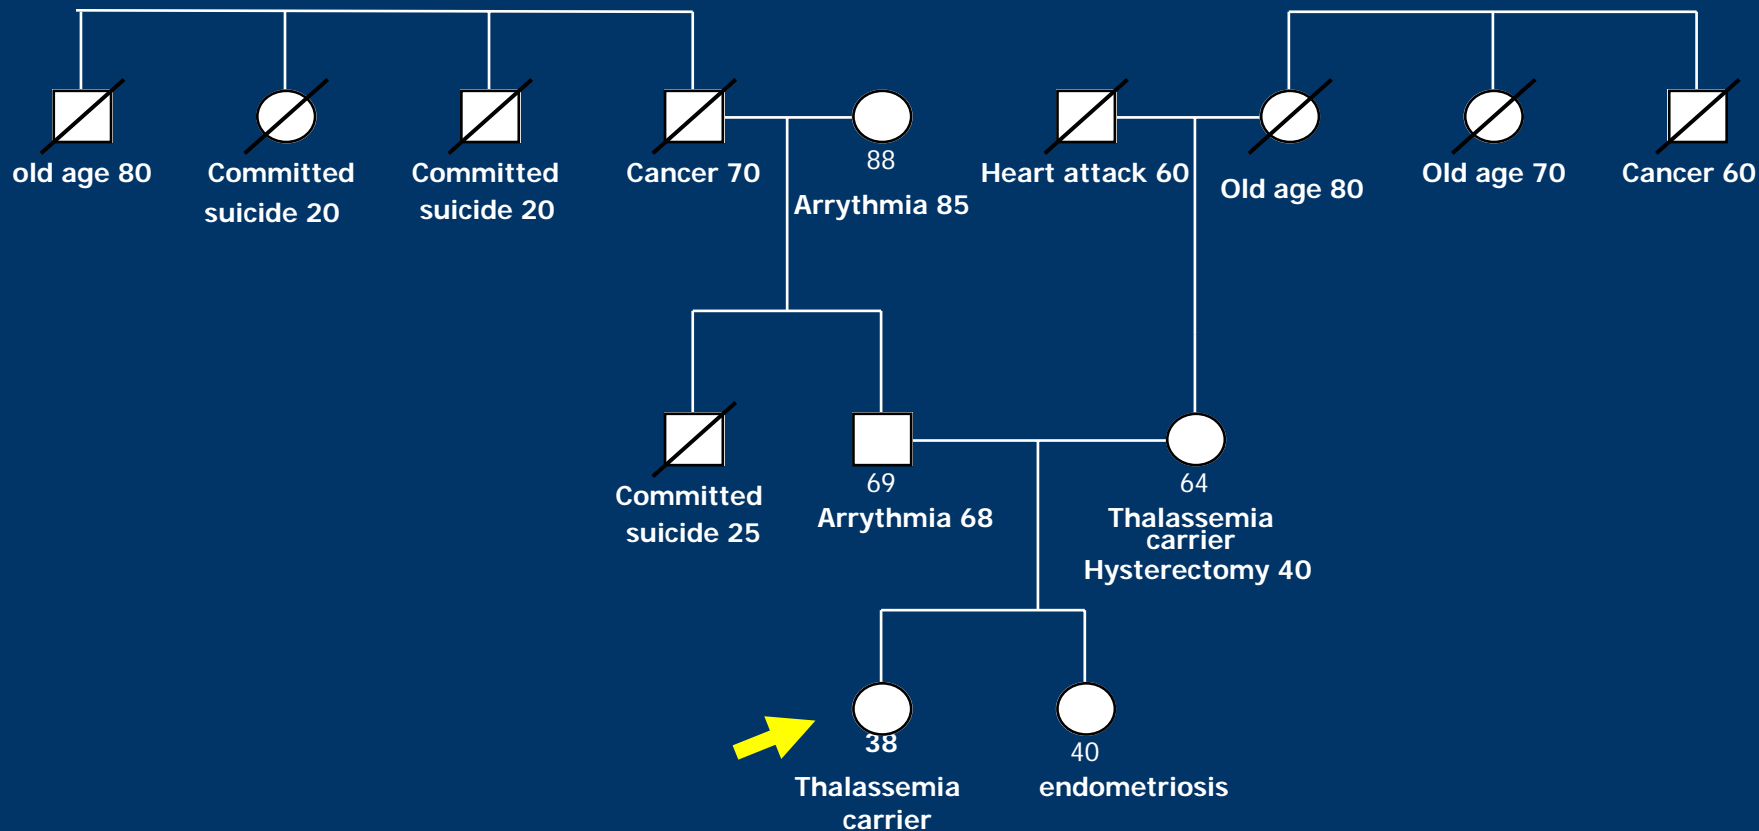 old age 80
Committed
suicide 20
Committed
suicide 20
Cancer 70
88
Arrythmia 85
Heart attack 60
Old age 80
Old age 70
Cancer 60
Committed
suicide 25
69
Arrythmia 68
64
Thalassemia
carrier
Hysterectomy 40
38
Thalassemia
carrier
40
endometriosis